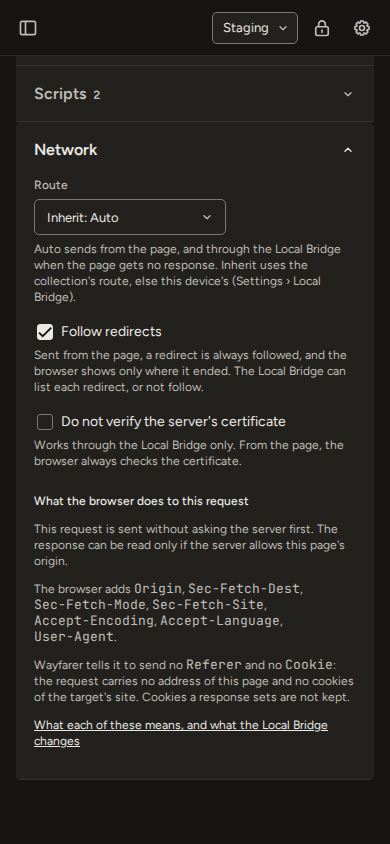 Staging
Scripts 2
Network
Route
Inherit: Auto
Auto sends from the page, and through the Local Bridge
when the page gets no response. Inherit uses the
collection's route, else this device's (Settings › Local
Bridge).
Follow redirects
Sent from the page, a redirect is always followed, and the
browser shows only where it ended. The Local Bridge can
list each redirect, or not follow.
Do not verify the server's certificate
Works through the Local Bridge only. From the page, the
browser always checks the certificate.
What the browser does to this request
This request is sent without asking the server first. The
response can be read only if the server allows this page's
origin.
The browser adds Origin, Sec-Fetch-Dest,
Sec-Fetch-Mode, Sec-Fetch-Site,
Accept-Encoding, Accept-Language,
User-Agent.
Wayfarer tells it to send no Referer and no Cookie:
the request carries no address of this page and no cookies
of the target's site. Cookies a response sets are not kept.
What each of these means, and what the Local Bridge
changes